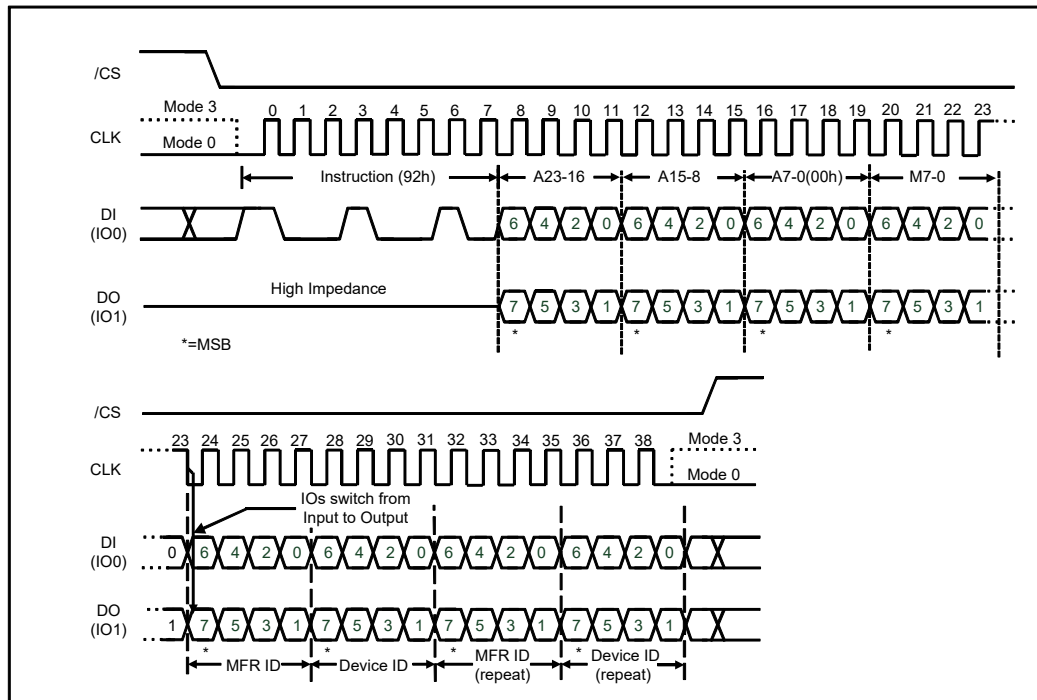 /CS
Mode 3
0 1 2 3 4 5 6 7 8 9 10 11 12 13 14 15 16 17 18 19 20 21 22 23
CLK
Mode 0
Instruction (92h) A23-16 A15-8 A7-0(00h) M7-0
DI
(IO0)
6 4 2 0 6 4 2 0 6 4 2 0 6 4 2 0
High Impedance
DO
(IO1)
7 5 3 1 7 5 3 1 7 5 3 1 7 5 3 1
* * * *
*=MSB
/CS
23 24 25 26 27 28 29 30 31 32 33 34 35 36 37 38
Mode 3
CLK
Mode 0
IOs switch from
Input to Output
DI
(IO0)
0 6 4 2 0 6 4 2 0 6 4 2 0 6 4 2 0
DO
(IO1)
1 7 5 3 1 7 5 3 1 7 5 3 1 7 5 3 1
* * * *
MFR ID Device ID MFR ID
(repeat) Device ID
(repeat)